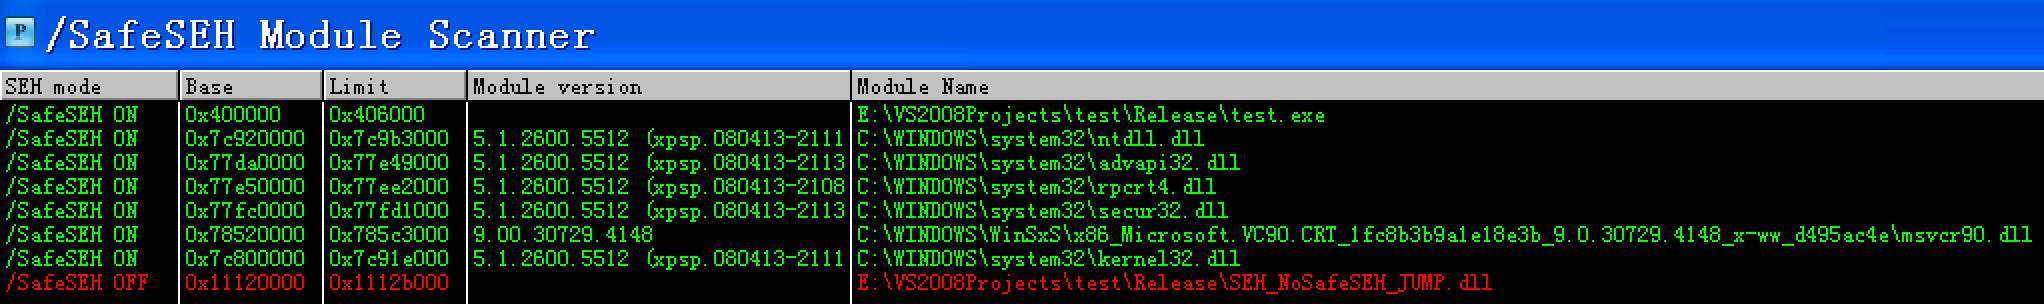 P /SafeSEH Module Scanner
SEH mode Base Limit Module version Module Name
/SafeSEH ON 0x400000 0x406000 E:\VS2008Projects\test\Release\test.exe
/SafeSEH ON 0x7c920000 0x7c9b3000 5.1.2600.5512 (xpsp.080413-2111 C:\WINDOWS\system32\ntdll.dll
/SafeSEH ON 0x77da0000 0x77e49000 5.1.2600.5512 (xpsp.080413-2113 C:\WINDOWS\system32\advapi32.dll
/SafeSEH ON 0x77e50000 0x77ee2000 5.1.2600.5512 (xpsp.080413-2108 C:\WINDOWS\system32\rpcrt4.dll
/SafeSEH ON 0x77fc0000 0x77fd1000 5.1.2600.5512 (xpsp.080413-2113 C:\WINDOWS\system32\secur32.dll
/SafeSEH ON 0x78520000 0x785c3000 9.00.30729.4148 C:\WINDOWS\WinSxS\x86_Microsoft.VC90.CRT_1fc8b3b9a1e18e3b_9.0.30729.4148_x-ww_d495ac4e\msvcr90.dll
/SafeSEH ON 0x7c800000 0x7c91e000 5.1.2600.5512 (xpsp.080413-2111 C:\WINDOWS\system32\kernel32.dll
/SafeSEH OFF 0x11120000 0x1112b000 E:\VS2008Projects\test\Release\SEH_NoSafeSEH_JUMP.dll